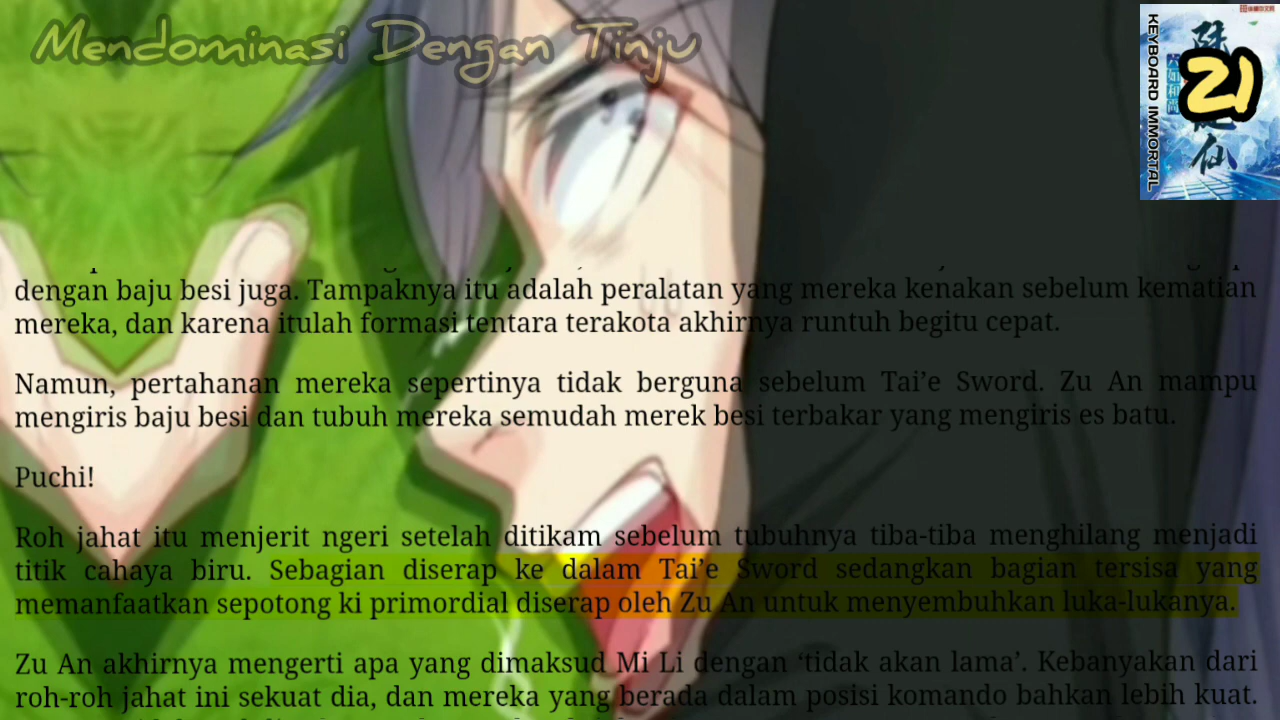 Mendominasi Dengan Tinju
KEYBOARD IMMORTAL
21
仙
dengan baju besi juga. Tampaknya itu adalah peralatan yang mereka kenakan sebelum kematian
mereka, dan karena itulah formasi tentara terakota akhirnya runtuh begitu cepat.
Namun, pertahanan mereka sepertinya tidak berguna sebelum Tai’e Sword. Zu An mampu
mengiris baju besi dan tubuh mereka semudah merek besi terbakar yang mengiris es batu.
Puchi!
Roh jahat itu menjerit ngeri setelah ditikam sebelum tubuhnya tiba-tiba menghilang menjadi
titik cahaya biru. Sebagian diserap ke dalam Tai’e Sword sedangkan bagian tersisa yang
memanfaatkan sepotong ki primordial diserap oleh Zu An untuk menyembuhkan luka-lukanya.
Zu An akhirnya mengerti apa yang dimaksud Mi Li dengan ‘tidak akan lama’. Kebanyakan dari
roh-roh jahat ini sekuat dia, dan mereka yang berada dalam posisi komando bahkan lebih kuat.